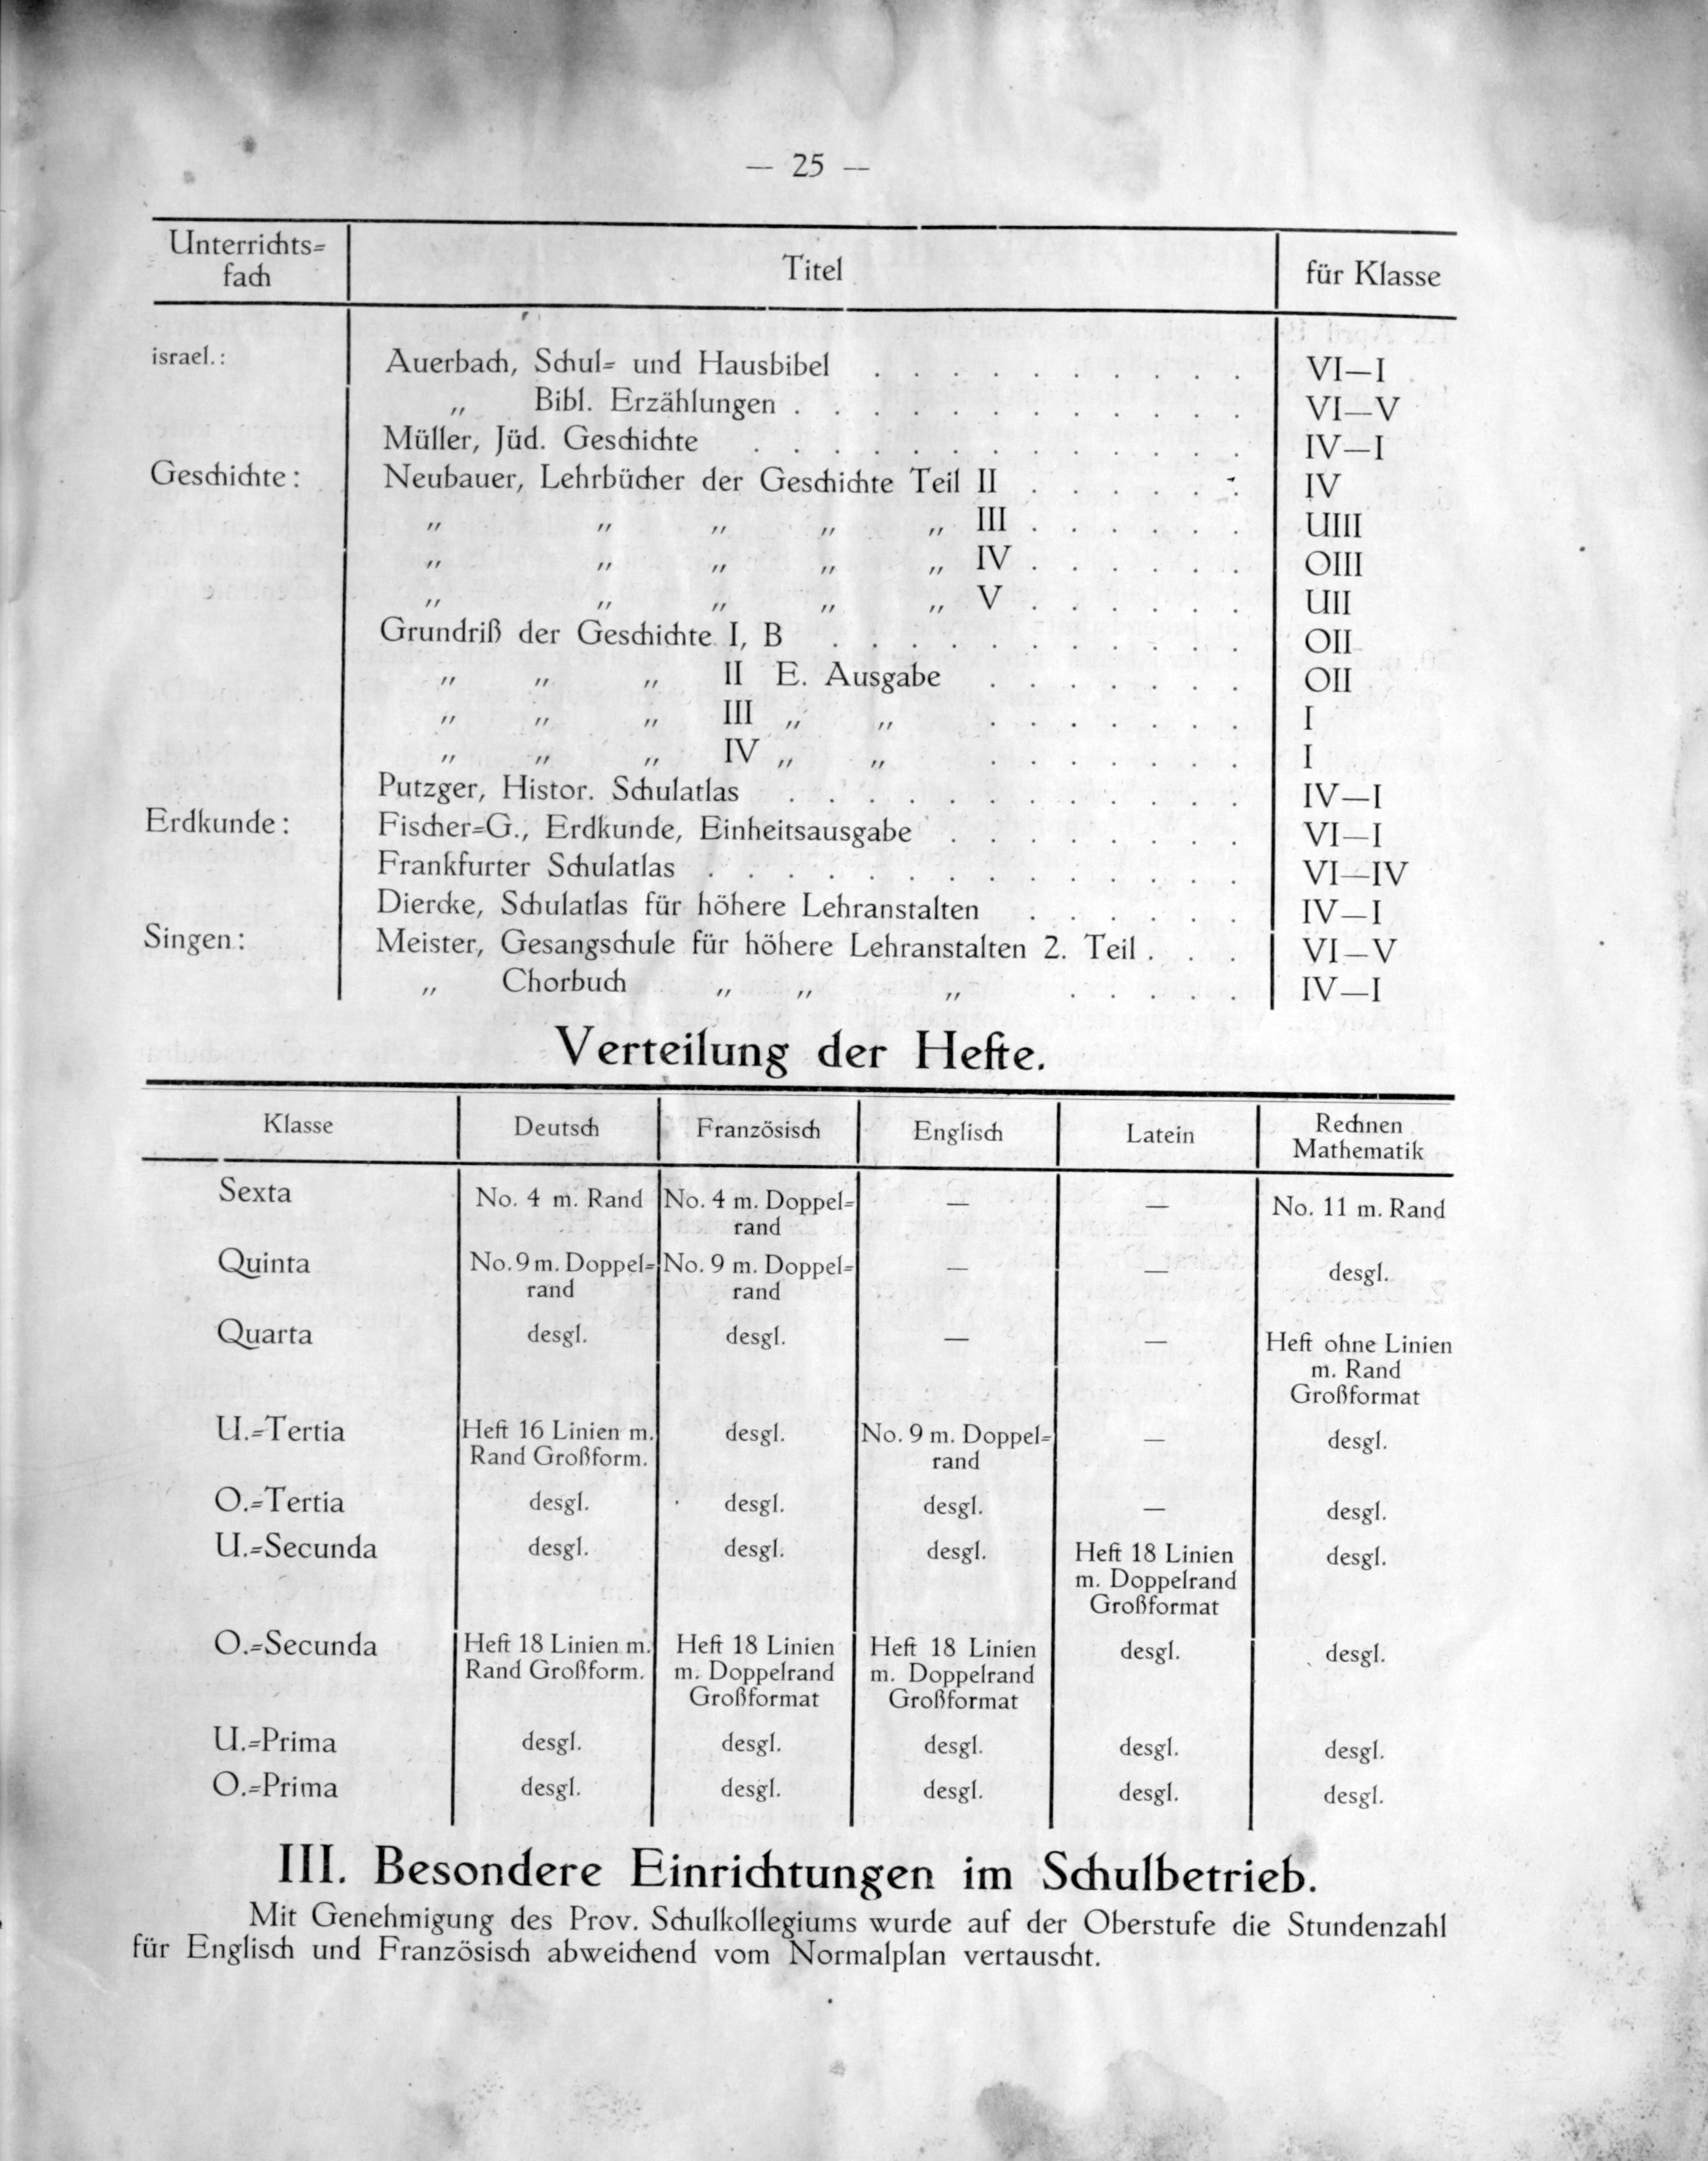 — 25 —
Unterrichts=
fach
Titel
für Klasse
israel.: Auerbach, Schul= und Hausbibel . . . . . . . . . . VI—I
„ Bibl. Erzählungen . . . . . . . . . . . . VI—V
Müller, Jüd. Geschichte . . . . . . . . . . . . . IV—I
Geschichte: Neubauer, Lehrbücher der Geschichte Teil II . . . . . . IV
„ „ „ „ „ III . . . . . . UIII
„ „ „ „ „ IV . . . . . . OIII
„ „ „ „ „ V . . . . . . UII
Grundriß der Geschichte I, B . . . . . . . . . . . OII
„ „ „ II E. Ausgabe . . . . . . . OII
„ „ „ III „ „ . . . . . . . I
„ „ „ IV „ „ . . . . . . . I
Putzger, Histor. Schulatlas . . . . . . . . . . . . IV—I
Erdkunde: Fischer=G., Erdkunde, Einheitsausgabe . . . . . . . . VI—I
Frankfurter Schulatlas . . . . . . . . . . . . . . VI—IV
Diercke, Schulatlas für höhere Lehranstalten . . . . . . IV—I
Singen: Meister, Gesangschule für höhere Lehranstalten 2. Teil . . . VI—V
„ Chorbuch „ „ „ . . . . . IV—I
Verteilung der Hefte.
Klasse Deutsch Französisch Englisch Latein Rechnen
Mathematik
Sexta No. 4 m. Rand No. 4 m. Doppel= — — No. 11 m. Rand
rand
Quinta No. 9 m. Doppel= No. 9 m. Doppel= — — desgl.
rand rand
Quarta desgl. desgl. — — Heft ohne Linien
m. Rand
Großformat
U.=Tertia Heft 16 Linien m. desgl. No. 9 m. Doppel= — desgl.
Rand Großform. rand
O.=Tertia desgl. desgl. desgl. — desgl.
U.=Secunda desgl. desgl. desgl. Heft 18 Linien desgl.
m. Doppelrand
Großformat
O.=Secunda Heft 18 Linien m. Heft 18 Linien Heft 18 Linien desgl. desgl.
Rand Großform. m. Doppelrand m. Doppelrand
Großformat Großformat
U.=Prima desgl. desgl. desgl. desgl. desgl.
O.=Prima desgl. desgl. desgl. desgl. desgl.
III. Besondere Einrichtungen im Schulbetrieb.
Mit Genehmigung des Prov. Schulkollegiums wurde auf der Oberstufe die Stundenzahl
für Englisch und Französisch abweichend vom Normalplan vertauscht.